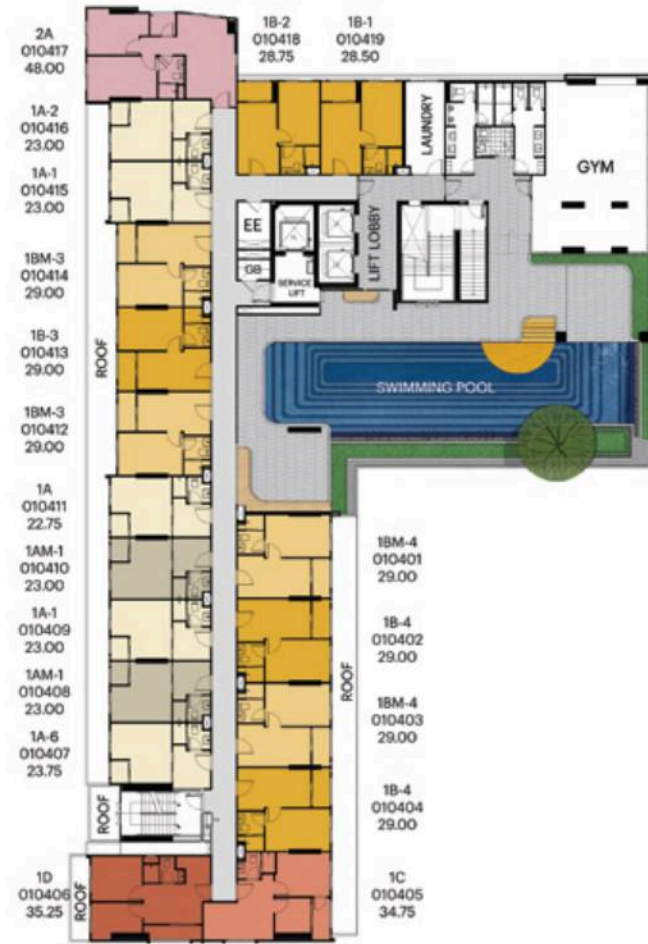 2A
010417
48.00
1B-2
010418
28.75
1B-1
010419
28.50
1A-2
010416
23.00
1A-1
010415
23.00
1BM-3
010414
29.00
1B-3
010413
29.00
1BM-3
010412
29.00
1A
010411
22.75
1AM-1
010410
23.00
1A-1
010409
23.00
1AM-1
010408
23.00
1A-6
010407
23.75
1D
010406
35.25
ROOF
ROOF
ROOF
LAUNDRY
GYM
EE
GB
SERVICE
LIFT
LIFT LOBBY
SWIMMING POOL
ROOF
1BM-4
010401
29.00
1B-4
010402
29.00
1BM-4
010403
29.00
1B-4
010404
29.00
1C
010405
34.75